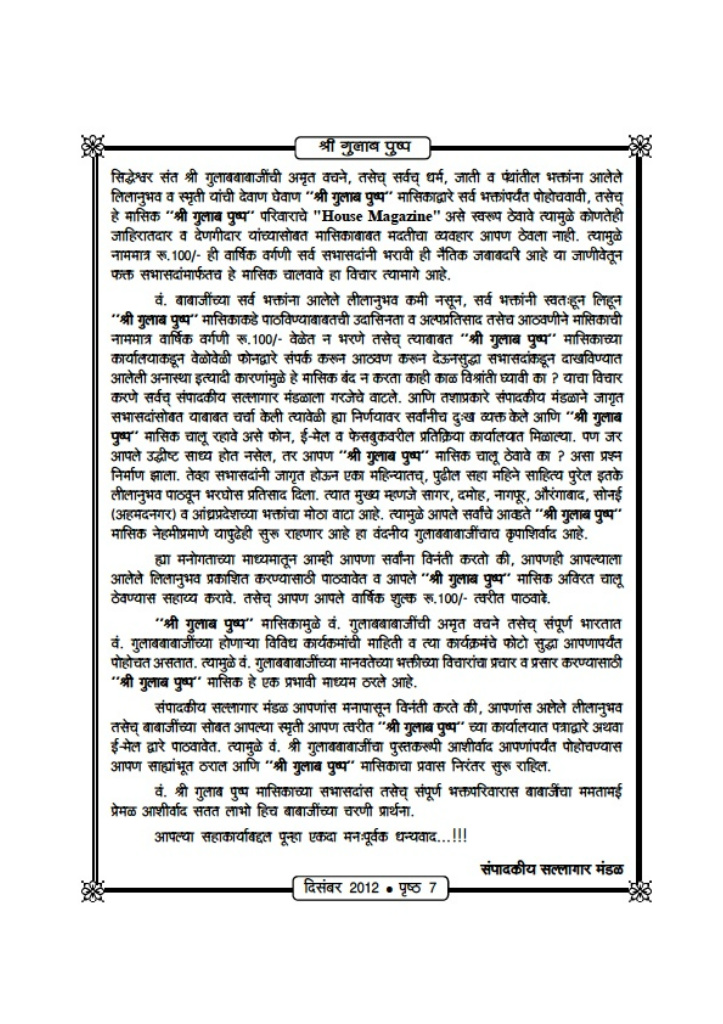 श्री गुलाब पुष्प
सिद्धेश्वर संत श्री गुलाबबाबाजींची अमृत वचने, तसेच् सर्वच् धर्म, जाती व पंथांतील भक्तांना आलेले
लिलानुभव व स्मृती यांची देवाण घेवाण ‘‘श्री गुलाब पुष्प’’ मासिकाद्वारे सर्व भक्तांपर्यंत पोहोचवावी, तसेच्
हे मासिक ‘‘श्री गुलाब पुष्प’’ परिवाराचे "House Magazine" असे स्वरूप ठेवावे त्यामुळे कोणतेही
जाहिरातदार व देणगीदार यांच्यासोबत मासिकाबाबत मदतीचा व्यवहार आपण ठेवला नाही. त्यामुळे
नाममात्र रू.100/- ही वार्षिक वर्गणी सर्व सभासदांनी भरावी ही नैतिक जबाबदारी आहे या जाणीवेतून
फक्त सभासदांमार्फतच हे मासिक चालवावे हा विचार त्यामागे आहे.
वं. बाबाजींच्या सर्व भक्तांना आलेले लीलानुभव कमी नसून, सर्व भक्तांनी स्वतःहून लिहून
‘‘श्री गुलाब पुष्प’’ मासिकाकडे पाठविण्याबाबतची उदासिनता व अल्पप्रतिसाद तसेच आठवणीने मासिकाची
नाममात्र वार्षिक वर्गणी रू.100/- वेळेत न भरणे तसेच् त्याबाबत ‘‘श्री गुलाब पुष्प’’ मासिकाच्या
कार्यालयाकडून वेळोवेळी फोनद्वारे संपर्क करून आठवण करून देऊनसुद्धा सभासदांकडून दाखविण्यात
आलेली अनास्था इत्यादी कारणांमुळे हे मासिक बंद न करता काही काळ विश्रांती घ्यावी का ? याचा विचार
करणे सर्वच् संपादकीय सल्लागार मंडळाला गरजेचे वाटले. आणि तशाप्रकारे संपादकीय मंडळाने जागृत
सभासदांसोबत याबाबत चर्चा केली त्यावेळी ह्या निर्णयावर सर्वांनीच दुःख व्यक्त केले आणि ‘‘श्री गुलाब
पुष्प’’ मासिक चालू रहावे असे फोन, ई-मेल व फेसबुकवरील प्रतिक्रिया कार्यालयात मिळाल्या. पण जर
आपले उद्धीष्ट साध्य होत नसेल, तर आपण ‘‘श्री गुलाब पुष्प’’ मासिक चालू ठेवावे का ? असा प्रश्न
निर्माण झाला. तेव्हा सभासदांनी जागृत होऊन एका महिन्यातच्, पुढील सहा महिने साहित्य पुरेल इतके
लीलानुभव पाठवून भरघोस प्रतिसाद दिला. त्यात मुख्य म्हणजे सागर, दमोह, नागपूर, औरंगाबाद, सोनई
(अहमदनगर) व आंध्रप्रदेशच्या भक्तांचा मोठा वाटा आहे. त्यामुळे आपले सर्वांचे आवडते ‘‘श्री गुलाब पुष्प’’
मासिक नेहमीप्रमाणे यापुढेही सुरू राहणार आहे हा वंदनीय गुलाबबाबाजींचाच कृपाशिर्वाद आहे.
ह्या मनोगताच्या माध्यमातून आम्ही आपणा सर्वांना विनंती करतो की, आपणही आपल्याला
आलेले लिलानुभव प्रकाशित करण्यासाठी पाठवावेत व आपले ‘‘श्री गुलाब पुष्प’’ मासिक अविरत चालू
ठेवण्यास सहाय्य करावे. तसेच् आपण आपले वार्षिक शुल्क रू.100/- त्वरीत पाठवावे.
‘‘श्री गुलाब पुष्प’’ मासिकामुळे वं. गुलाबबाबाजींची अमृत वचने तसेच् संपूर्ण भारतात
वं. गुलाबबाबाजींच्या होणाऱ्या विविध कार्यकमांची माहिती व त्या कार्यक्रमंचे फोटो सुद्धा आपणापर्यंत
पोहोचत असतात. त्यामुळे वं. गुलाबबाबाजींच्या मानवतेच्या भक्तीच्या विचारांचा प्रचार व प्रसार करण्यासाठी
‘‘श्री गुलाब पुष्प’’ मासिक हे एक प्रभावी माध्यम ठरले आहे.
संपादकीय सल्लागार मंडळ आपणांस मनापासून विनंती करते की, आपणांस आलेले लीलानुभव
तसेच् बाबाजींच्या सोबत आपल्या स्मृती आपण त्वरीत ‘‘श्री गुलाब पुष्प’’ च्या कार्यालयात पत्राद्वारे अथवा
ई-मेल द्वारे पाठवावेत. त्यामुळे वं. श्री गुलाबबाबाजींचा पुस्तकरूपी आशीर्वाद आपणांपर्यंत पोहोचण्यास
आपण साह्यांभूत ठराल आणि ‘‘श्री गुलाब पुष्प’’ मासिकाचा प्रवास निरंतर सुरू राहिल.
वं. श्री गुलाब पुष्प मासिकाच्या सभासदांस तसेच् संपूर्ण भक्तपरिवारास बाबाजींचा ममतामई
प्रेमळ आशीर्वाद सतत लाभो हिच बाबाजींच्या चरणी प्रार्थना.
आपल्या सहाकार्याबद्दल पून्हा एकदा मनःपूर्वक धन्यवाद...!!!
संपादकीय सल्लागार मंडळ
दिसंबर 2012 ● पृष्ठ 7